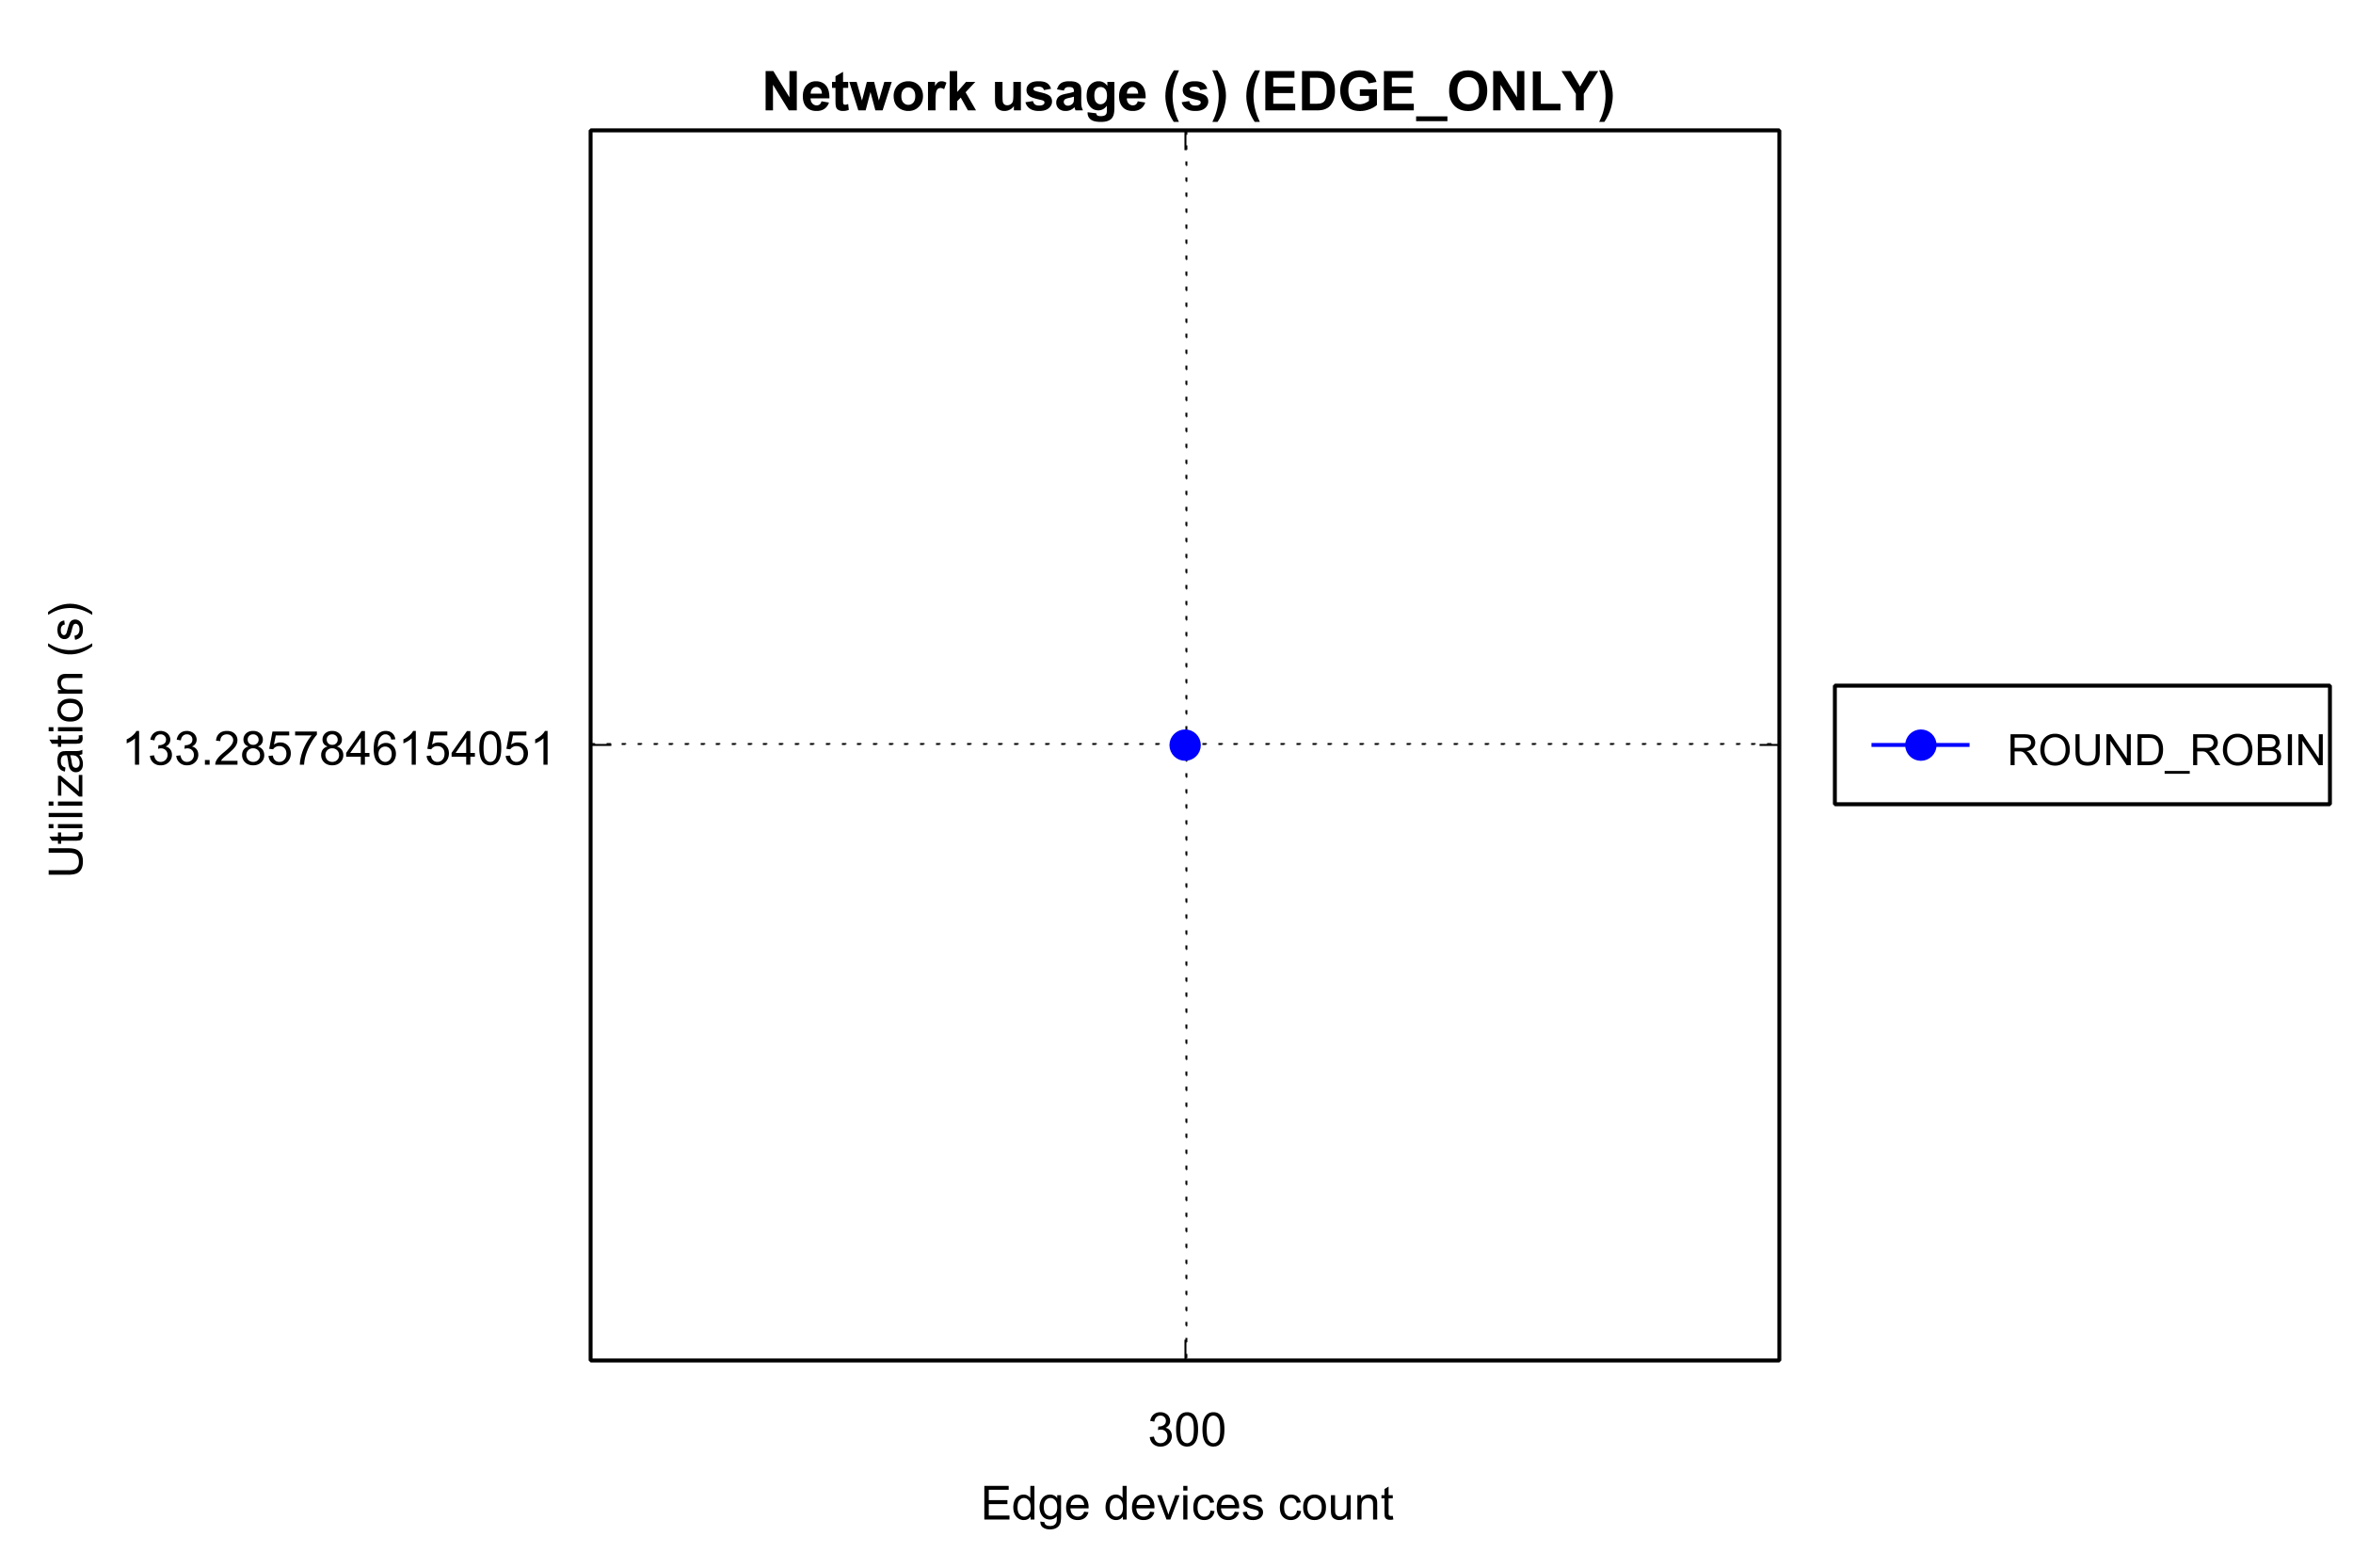 Network usage (s) (EDGE_ONLY)
Utilization (s)
133.2857846154051
ROUND_ROBIN
300
Edge devices count